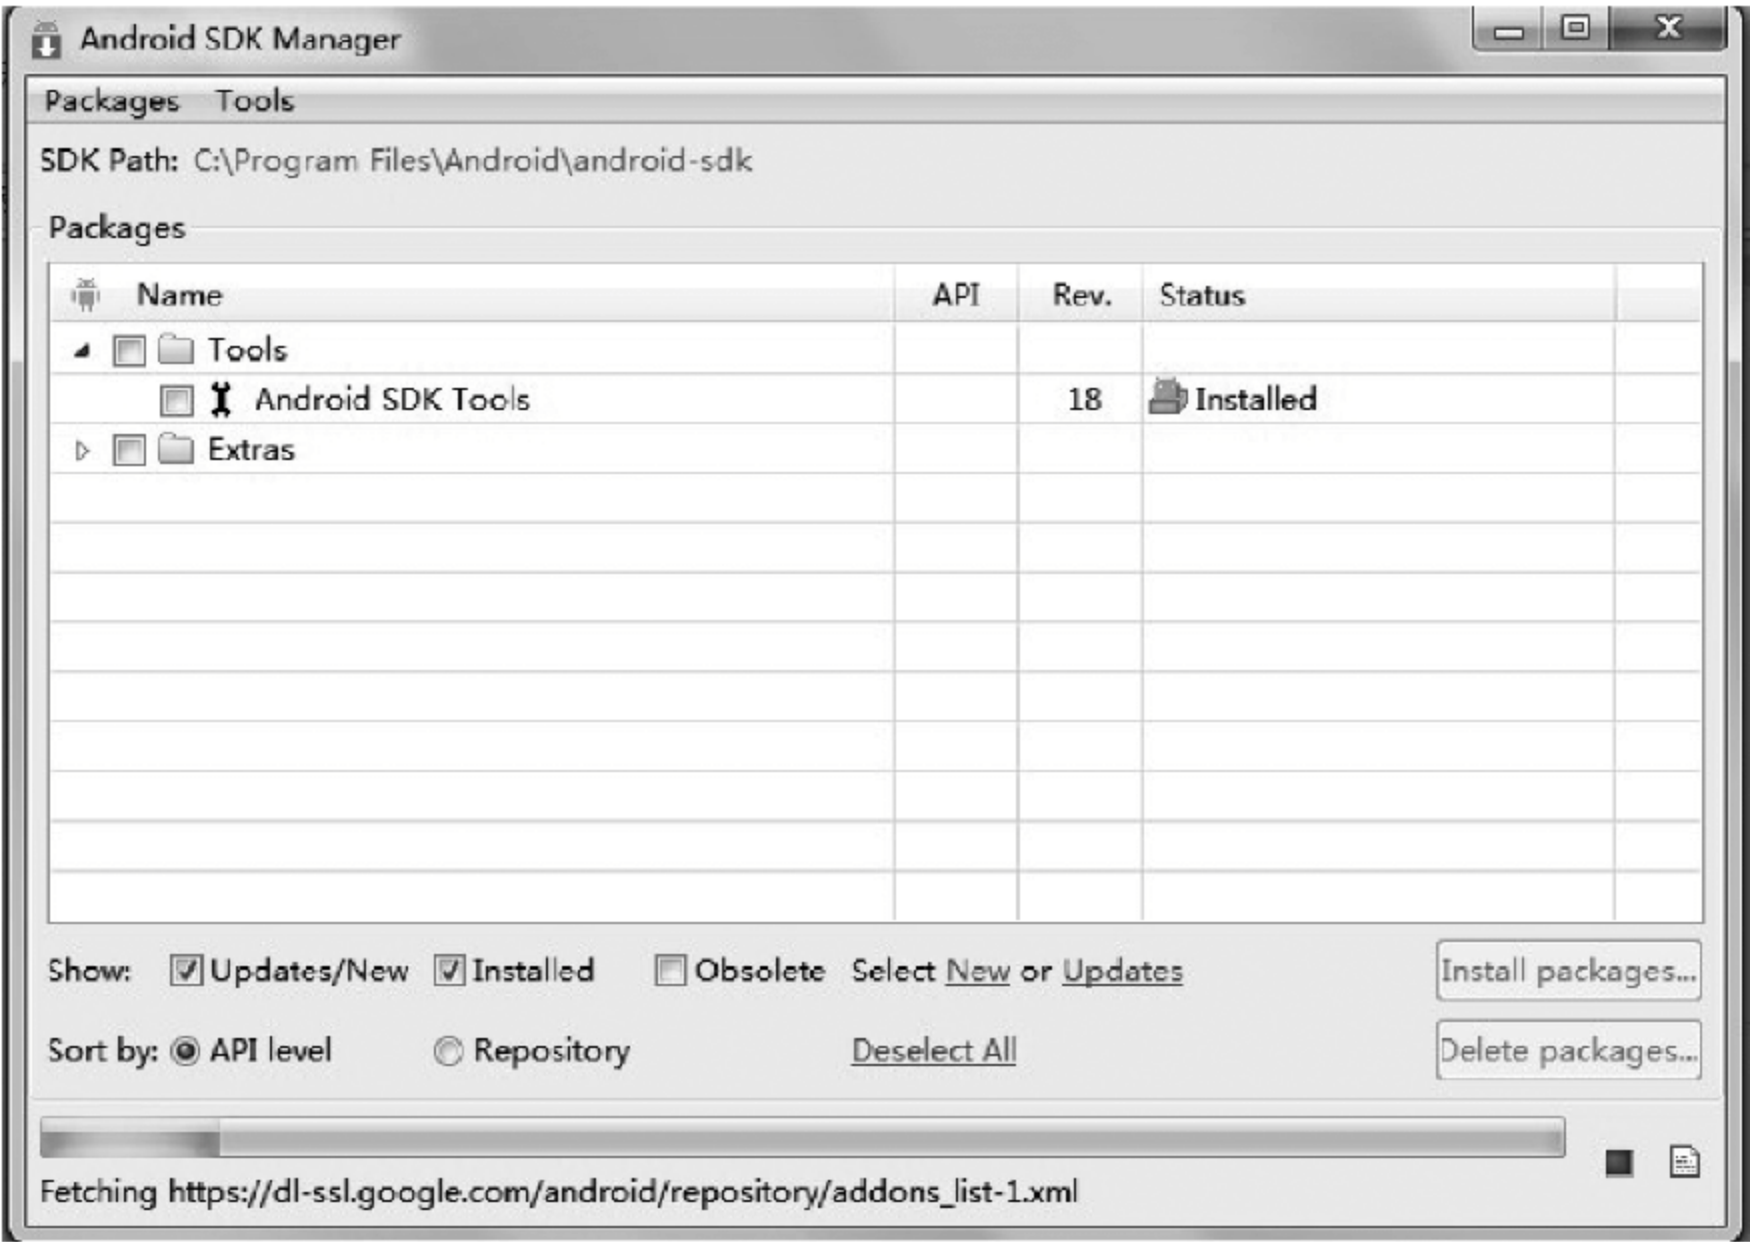 Android SDK Manager
Packages Tools
SDK Path: C:\Program Files\Android\android-sdk
Packages
Name API Rev. Status
Tools
Android SDK Tools 18 Installed
Extras
Show: Updates/New Installed Obsolete Select New or Updates Install packages...
Sort by: API level Repository Deselect All Delete packages...
Fetching https://dl-ssl.google.com/android/repository/addons_list-1.xml